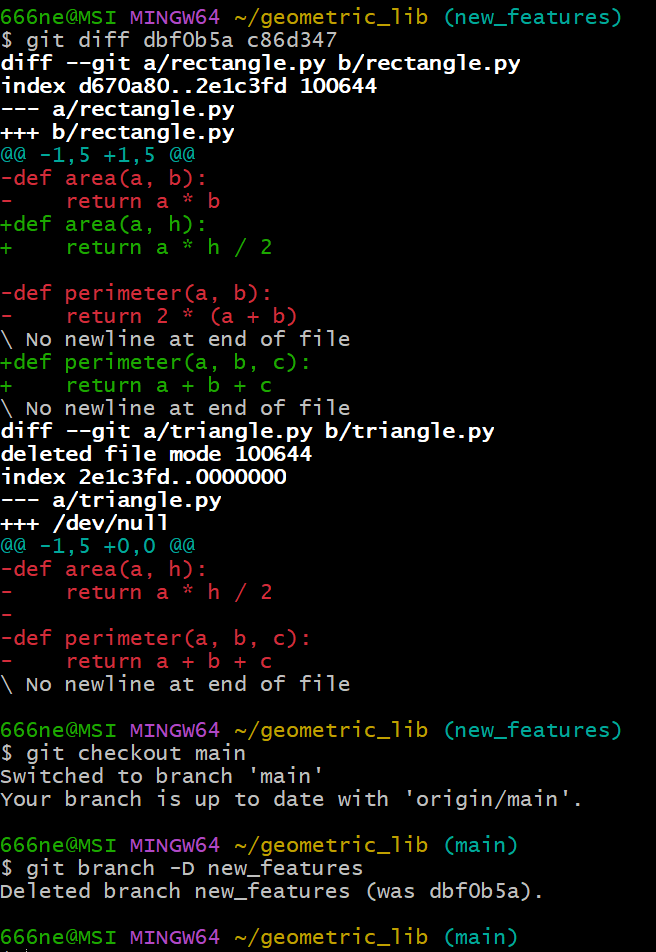 666ne@MSI MINGW64 ~/geometric_lib (new_features)
$ git diff dbf0b5a c86d347
diff --git a/rectangle.py b/rectangle.py
index d670a80..2e1c3fd 100644
--- a/rectangle.py
+++ b/rectangle.py
@@ -1,5 +1,5 @@
-def area(a, b):
-    return a * b
+def area(a, h):
+    return a * h / 2

-def perimeter(a, b):
-    return 2 * (a + b)
\ No newline at end of file
+def perimeter(a, b, c):
+    return a + b + c
\ No newline at end of file
diff --git a/triangle.py b/triangle.py
deleted file mode 100644
index 2e1c3fd..0000000
--- a/triangle.py
+++ /dev/null
@@ -1,5 +0,0 @@
-def area(a, h):
-    return a * h / 2
-
-def perimeter(a, b, c):
-    return a + b + c
\ No newline at end of file

666ne@MSI MINGW64 ~/geometric_lib (new_features)
$ git checkout main
Switched to branch 'main'
Your branch is up to date with 'origin/main'.

666ne@MSI MINGW64 ~/geometric_lib (main)
$ git branch -D new_features
Deleted branch new_features (was dbf0b5a).

666ne@MSI MINGW64 ~/geometric_lib (main)